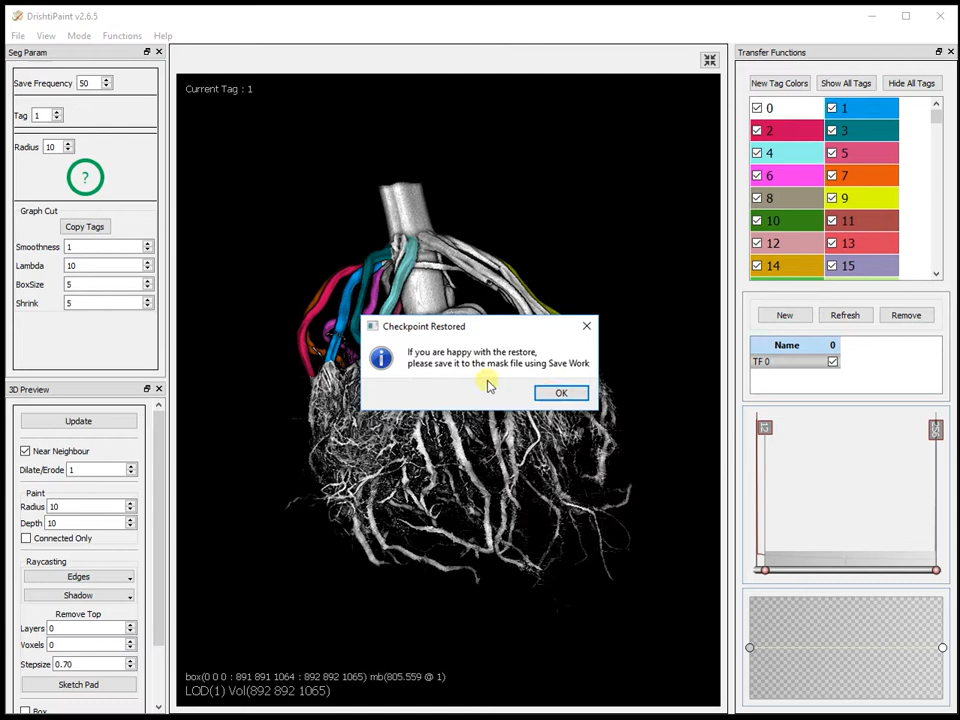 DrishtiPaint v2.6.5
File View Mode Functions Help
Seg Param
Save Frequency 50
Tag 1
Radius 10
?
Graph Cut
Copy Tags
Smoothness 1
Lambda 10
BoxSize 5
Shrink 5
3D Preview
Update
Near Neighbour
Dilate/Erode 1
Paint
Radius 10
Depth 10
Connected Only
Raycasting
Edges
Shadow
Remove Top
Layers 0
Voxels 0
Stepsize 0.70
Sketch Pad
Box
Current Tag : 1
Checkpoint Restored
If you are happy with the restore,
please save it to the mask file using Save Work
OK
box(0 0 0 : 891 891 1064 : 892 892 1065) mb(805.559 @ 1)
LOD(1) Vol(892 892 1065)
Transfer Functions
New Tag Colors Show All Tags Hide All Tags
0 1
2 3
4 5
6 7
8 9
10 11
12 13
14 15
New Refresh Remove
Name 0
TF 0
12 256